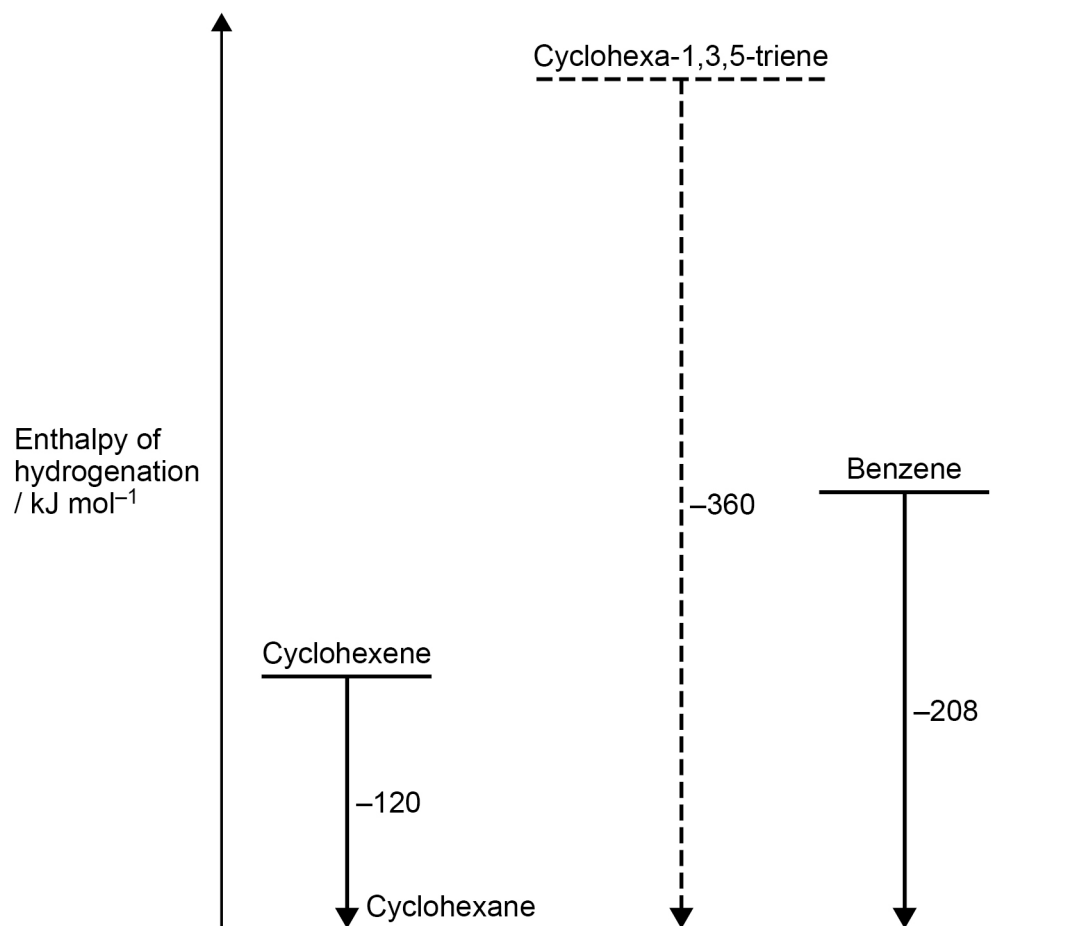 Cyclohexa-1,3,5-triene
Enthalpy of
hydrogenation
/ kJ mol⁻¹
Benzene
–360
Cyclohexene
–208
–120
Cyclohexane